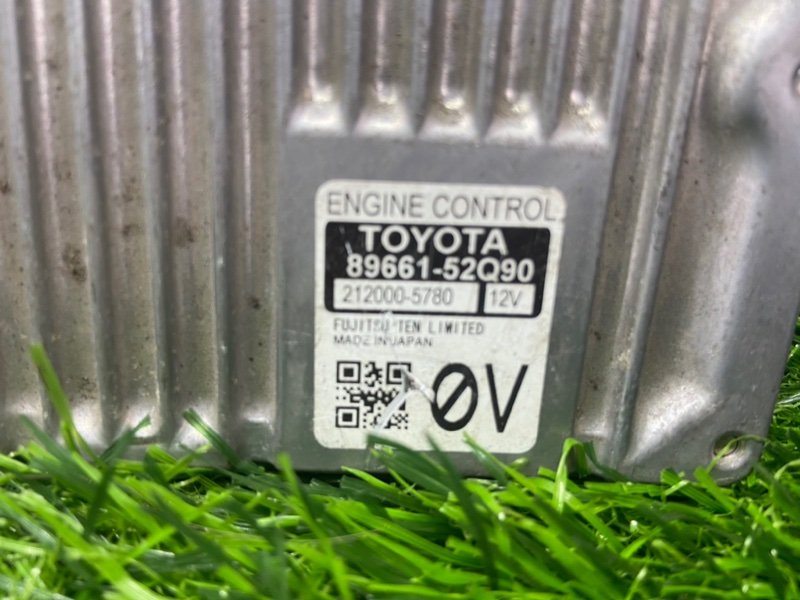 ENGINE CONTROL
TOYOTA
89661-52Q90
212000-5780 12V
FUJITSU TEN LIMITED
MADE IN JAPAN
0V